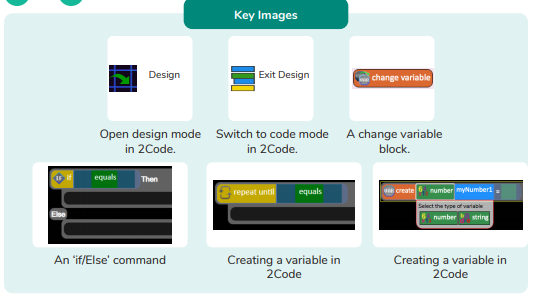 Key Images
Design
Exit Design
change variable
Open design mode
in 2Code.
Switch to code mode
in 2Code.
A change variable
block.
if equals Then
Else
repeat until equals
create number myNumber1 =
Select the type of variable
number string
An 'if/Else' command
Creating a variable in
2Code
Creating a variable in
2Code